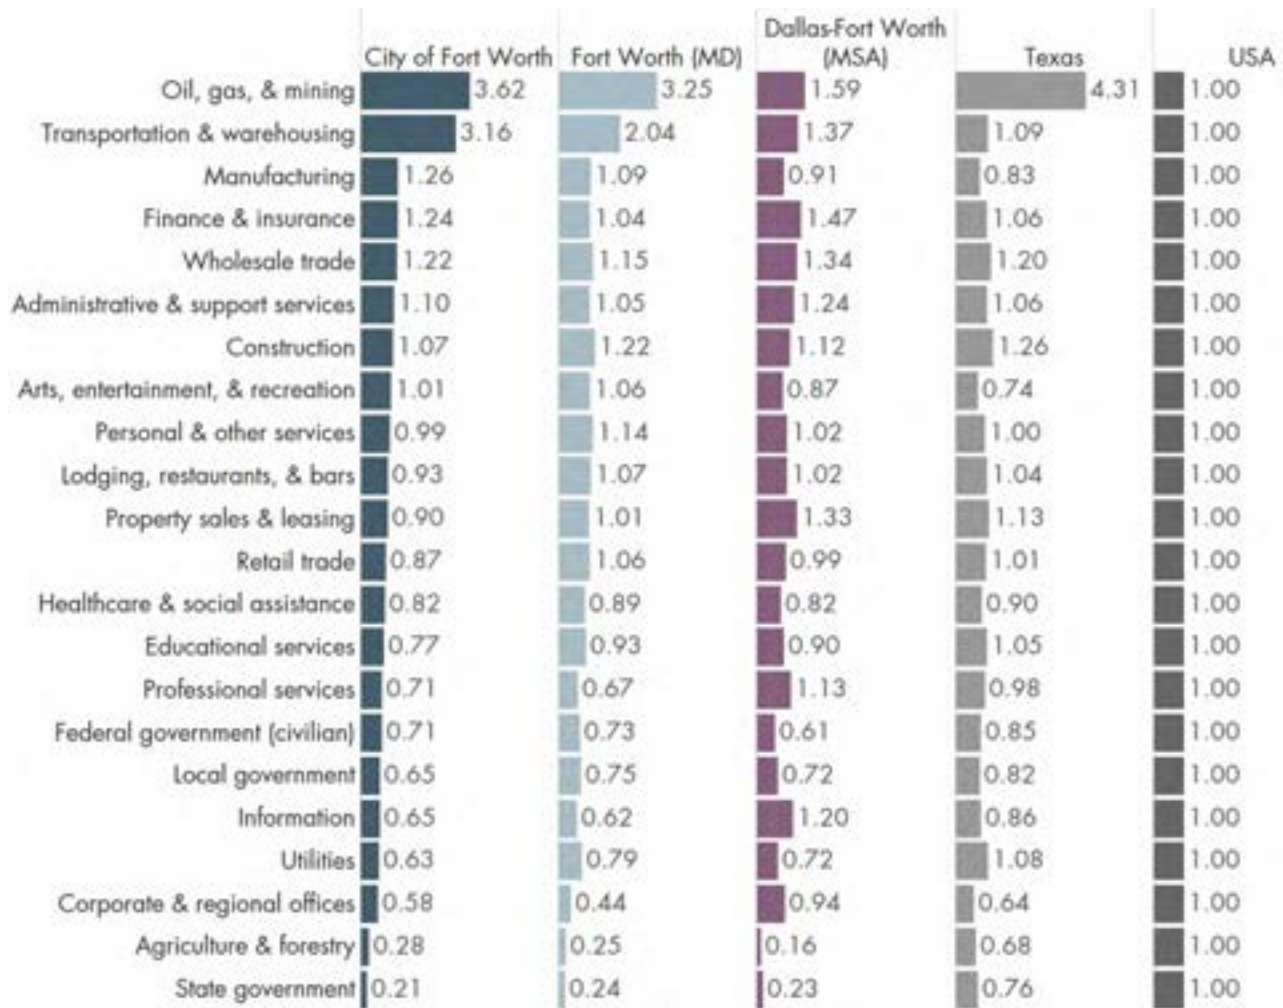 City of Fort Worth Fort Worth (MD) Dallas-Fort Worth (MSA) Texas USA
Oil, gas, & mining 3.62 3.25 1.59 4.31 1.00
Transportation & warehousing 3.16 2.04 1.37 1.09 1.00
Manufacturing 1.26 1.09 0.91 0.83 1.00
Finance & insurance 1.24 1.04 1.47 1.06 1.00
Wholesale trade 1.22 1.15 1.34 1.20 1.00
Administrative & support services 1.10 1.05 1.24 1.06 1.00
Construction 1.07 1.22 1.12 1.26 1.00
Arts, entertainment, & recreation 1.01 1.06 0.87 0.74 1.00
Personal & other services 0.99 1.14 1.02 1.00 1.00
Lodging, restaurants, & bars 0.93 1.07 1.02 1.04 1.00
Property sales & leasing 0.90 1.01 1.33 1.13 1.00
Retail trade 0.87 1.06 0.99 1.01 1.00
Healthcare & social assistance 0.82 0.89 0.82 0.90 1.00
Educational services 0.77 0.93 0.90 1.05 1.00
Professional services 0.71 0.67 1.13 0.98 1.00
Federal government (civilian) 0.71 0.73 0.61 0.85 1.00
Local government 0.65 0.75 0.72 0.82 1.00
Information 0.65 0.62 1.20 0.86 1.00
Utilities 0.63 0.79 0.72 1.08 1.00
Corporate & regional offices 0.58 0.44 0.94 0.64 1.00
Agriculture & forestry 0.28 0.25 0.16 0.68 1.00
State government 0.21 0.24 0.23 0.76 1.00